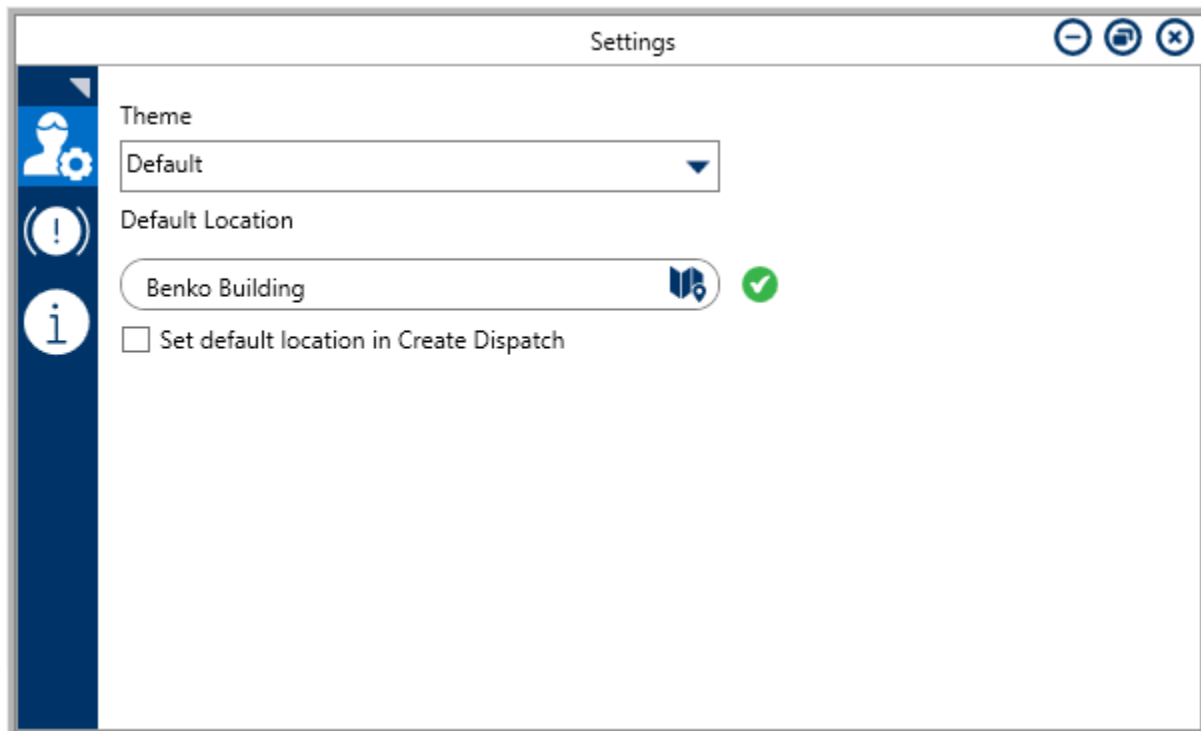 Settings
Theme
Default
Default Location
Benko Building
Set default location in Create Dispatch